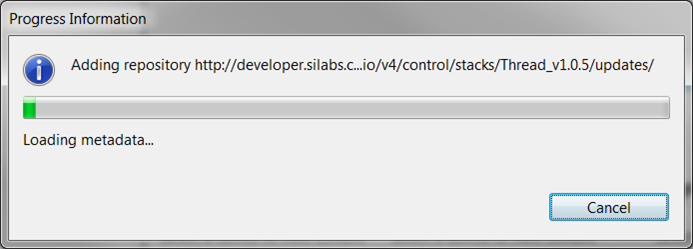 Progress Information
Adding repository http://developer.silabs.c...io/v4/control/stacks/Thread_v1.0.5/updates/
Loading metadata...
Cancel